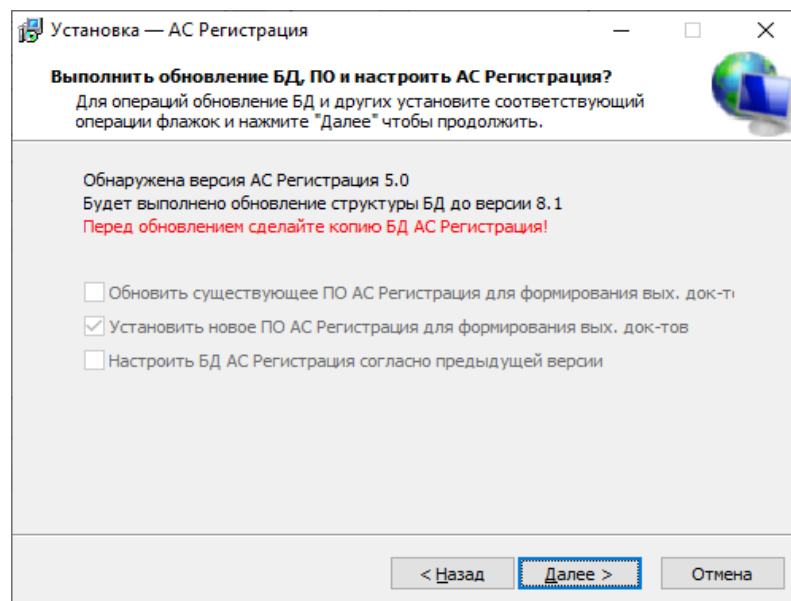 Установка — АС Регистрация
Выполнить обновление БД, ПО и настроить АС Регистрация?
Для операций обновление БД и других установите соответствующий
операции флажок и нажмите "Далее" чтобы продолжить.
Обнаружена версия АС Регистрация 5.0
Будет выполнено обновление структуры БД до версии 8.1
Перед обновлением сделайте копию БД АС Регистрация!
Обновить существующее ПО АС Регистрация для формирования вых. док-т
Установить новое ПО АС Регистрация для формирования вых. док-тов
Настроить БД АС Регистрация согласно предыдущей версии
< Назад
Далее >
Отмена